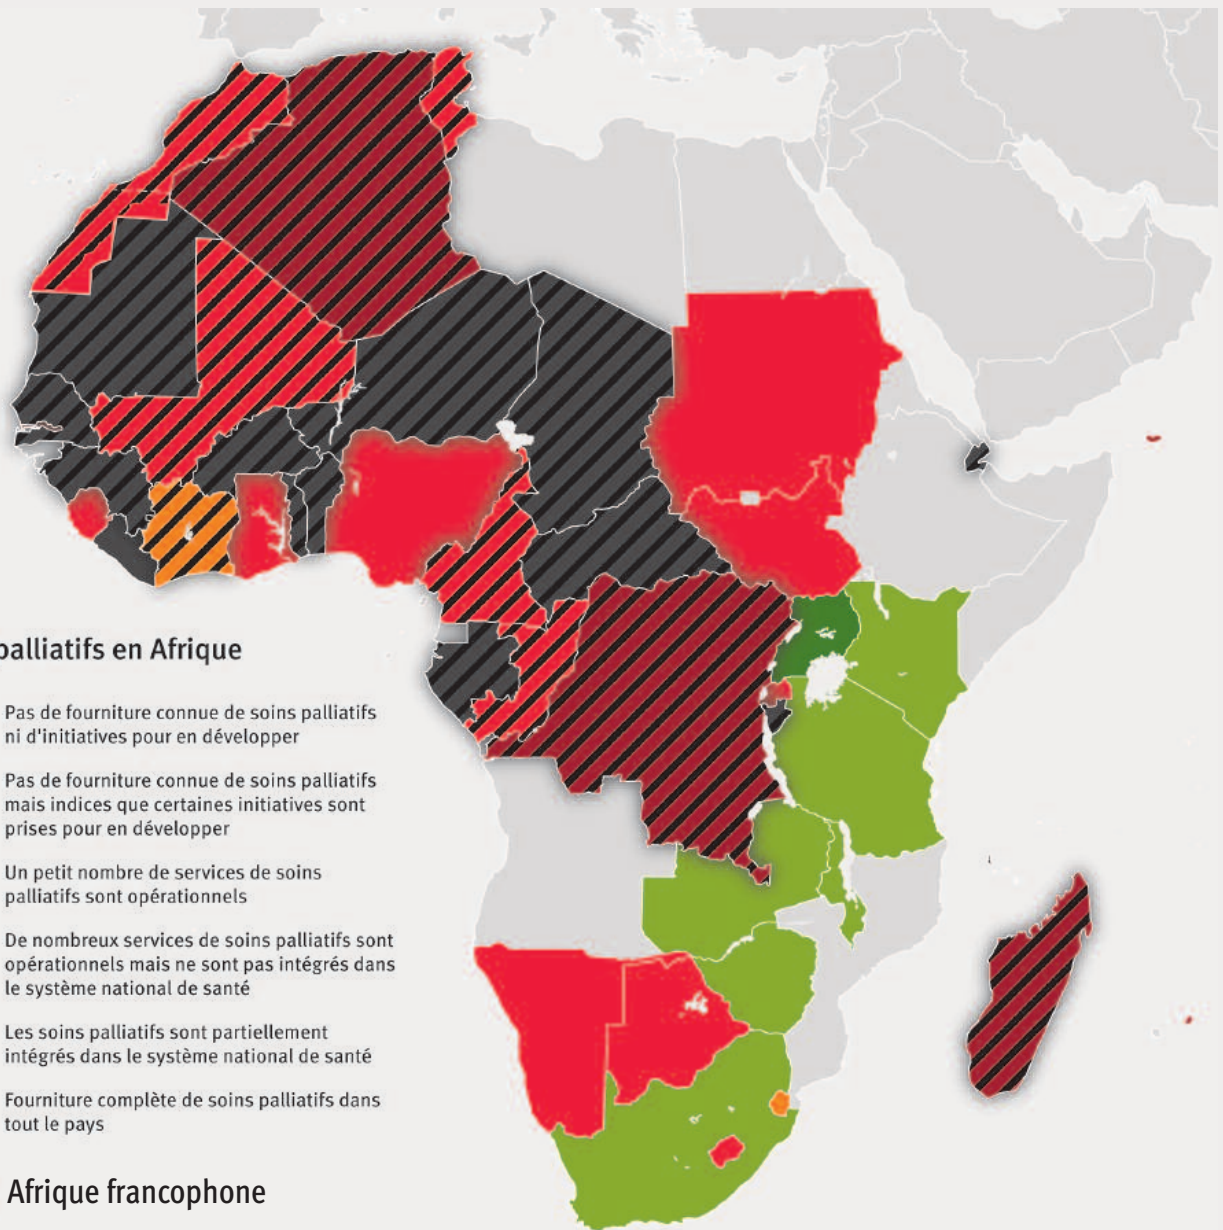 palliatifs en Afrique
Pas de fourniture connue de soins palliatifs
ni d'initiatives pour en développer
Pas de fourniture connue de soins palliatifs
mais indices que certaines initiatives sont
prises pour en développer
Un petit nombre de services de soins
palliatifs sont opérationnels
De nombreux services de soins palliatifs sont
opérationnels mais ne sont pas intégrés dans
le système national de santé
Les soins palliatifs sont partiellement
intégrés dans le système national de santé
Fourniture complète de soins palliatifs dans
tout le pays
Afrique francophone